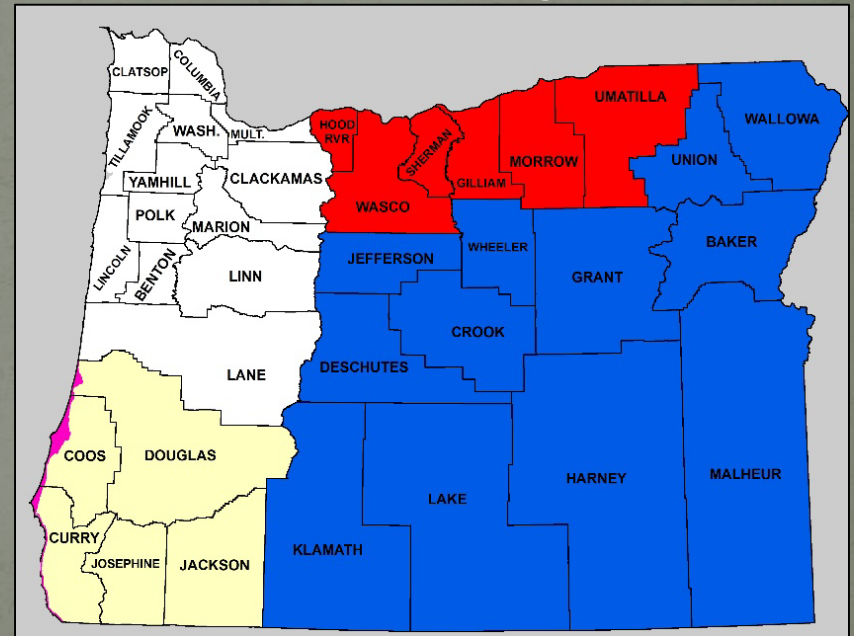 CLATSOP
COLUMBIA
TILLAMOOK
WASH.
MULT.
YAMHILL
CLACKAMAS
POLK
MARION
LINCOLN
BENTON
LINN
LANE
HOOD
RVR
WASCO
SHERMAN
GILLIAM
MORROW
UMATILLA
WALLOWA
UNION
BAKER
JEFFERSON
WHEELER
GRANT
CROOK
DESCHUTES
COOS
DOUGLAS
CURRY
JOSEPHINE
JACKSON
KLAMATH
LAKE
HARNEY
MALHEUR